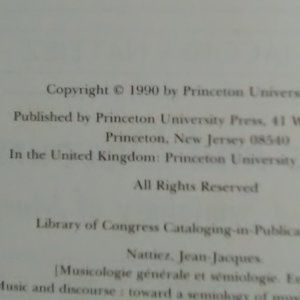 Copyright © 1990 by Princeton Univers
Published by Princeton University Press, 41 W
Princeton, New Jersey 08540
In the United Kingdom: Princeton University
All Rights Reserved
Library of Congress Cataloging-in-Publica
Nattiez, Jean-Jacques.
[Musicologie générale et sémiologie. E
Music and discourse : toward a semiology of m